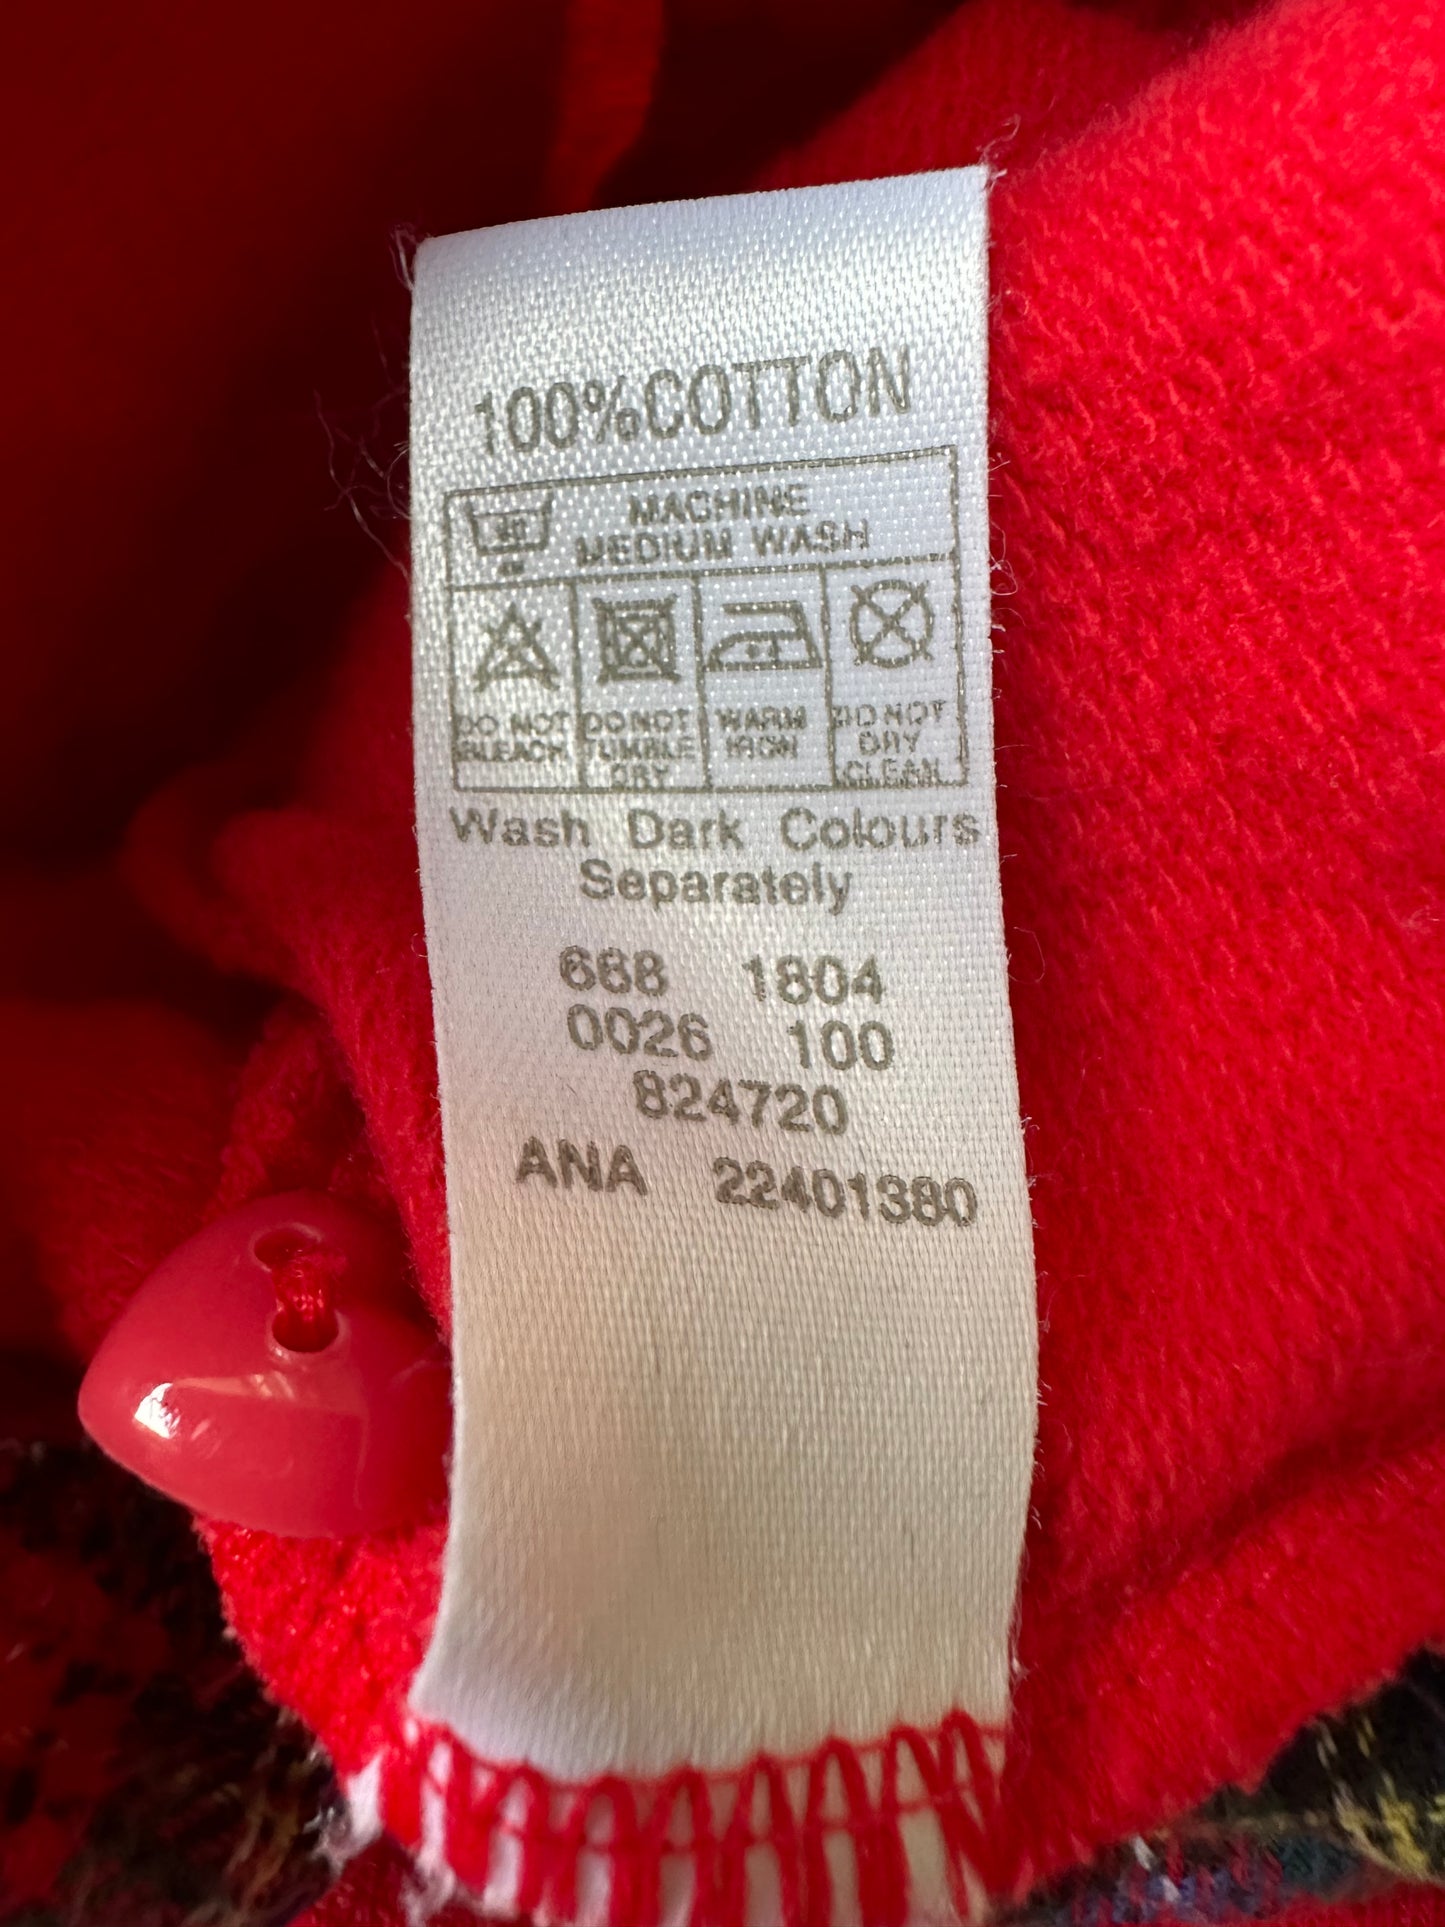 100%COTTON
MACHINE
MEDIUM WASH
DO NOT BLEACH
DO NOT TUMBLE DRY
WARM IRON
DO NOT DRY CLEAN
Wash Dark Colours
Separately
668 1804
0026 100
824720
ANA 22401380